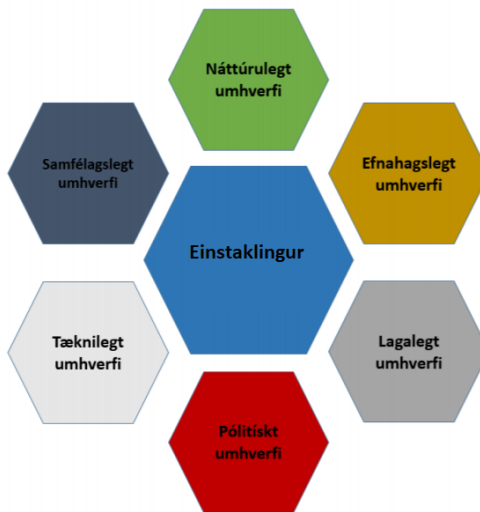 Náttúrulegt
umhverfi
Samfélagslegt
umhverfi
Efnahagslegt
umhverfi
Einstaklingur
Tæknilegt
umhverfi
Lagalegt
umhverfi
Pólitískt
umhverfi